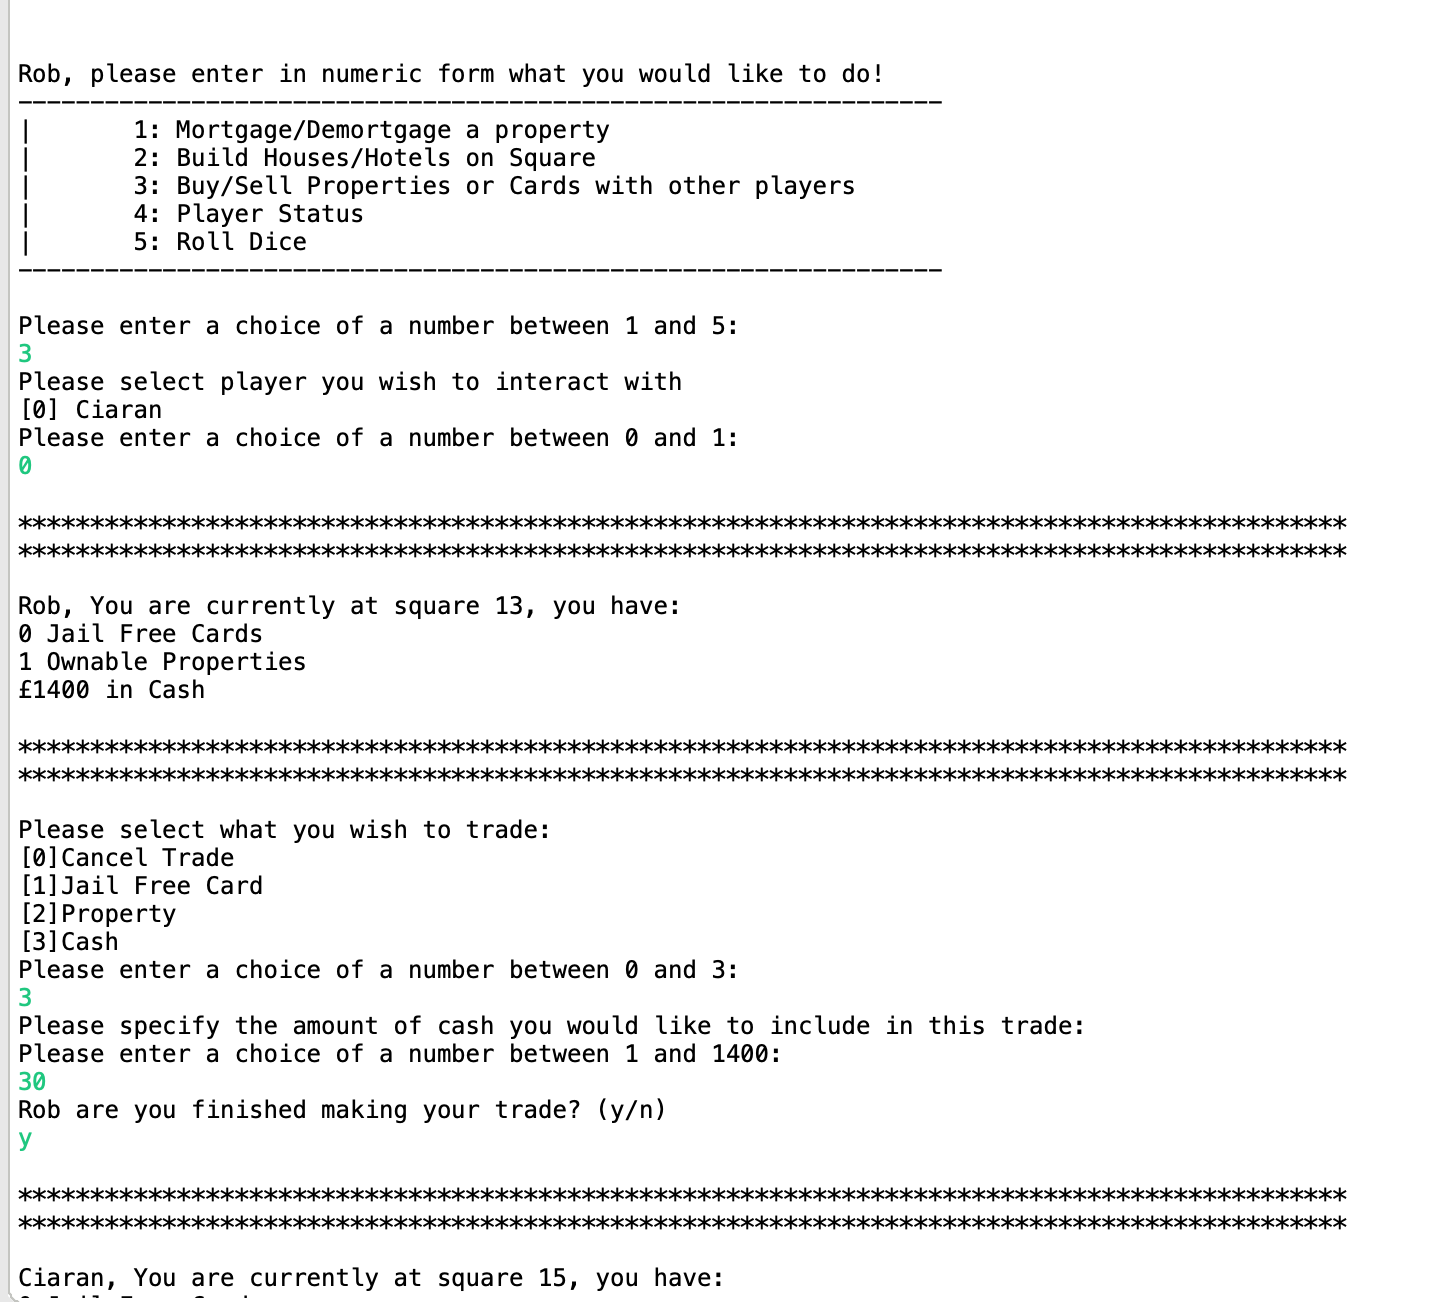 Rob, please enter in numeric form what you would like to do!
----------------------------------------------------------------
|       1: Mortgage/Demortgage a property
|       2: Build Houses/Hotels on Square
|       3: Buy/Sell Properties or Cards with other players
|       4: Player Status
|       5: Roll Dice
----------------------------------------------------------------
Please enter a choice of a number between 1 and 5:
3
Please select player you wish to interact with
[0] Ciaran
Please enter a choice of a number between 0 and 1:
0
********************************************************************************************
********************************************************************************************
Rob, You are currently at square 13, you have:
0 Jail Free Cards
1 Ownable Properties
£1400 in Cash
********************************************************************************************
********************************************************************************************
Please select what you wish to trade:
[0]Cancel Trade
[1]Jail Free Card
[2]Property
[3]Cash
Please enter a choice of a number between 0 and 3:
3
Please specify the amount of cash you would like to include in this trade:
Please enter a choice of a number between 1 and 1400:
30
Rob are you finished making your trade? (y/n)
y
********************************************************************************************
********************************************************************************************
Ciaran, You are currently at square 15, you have: